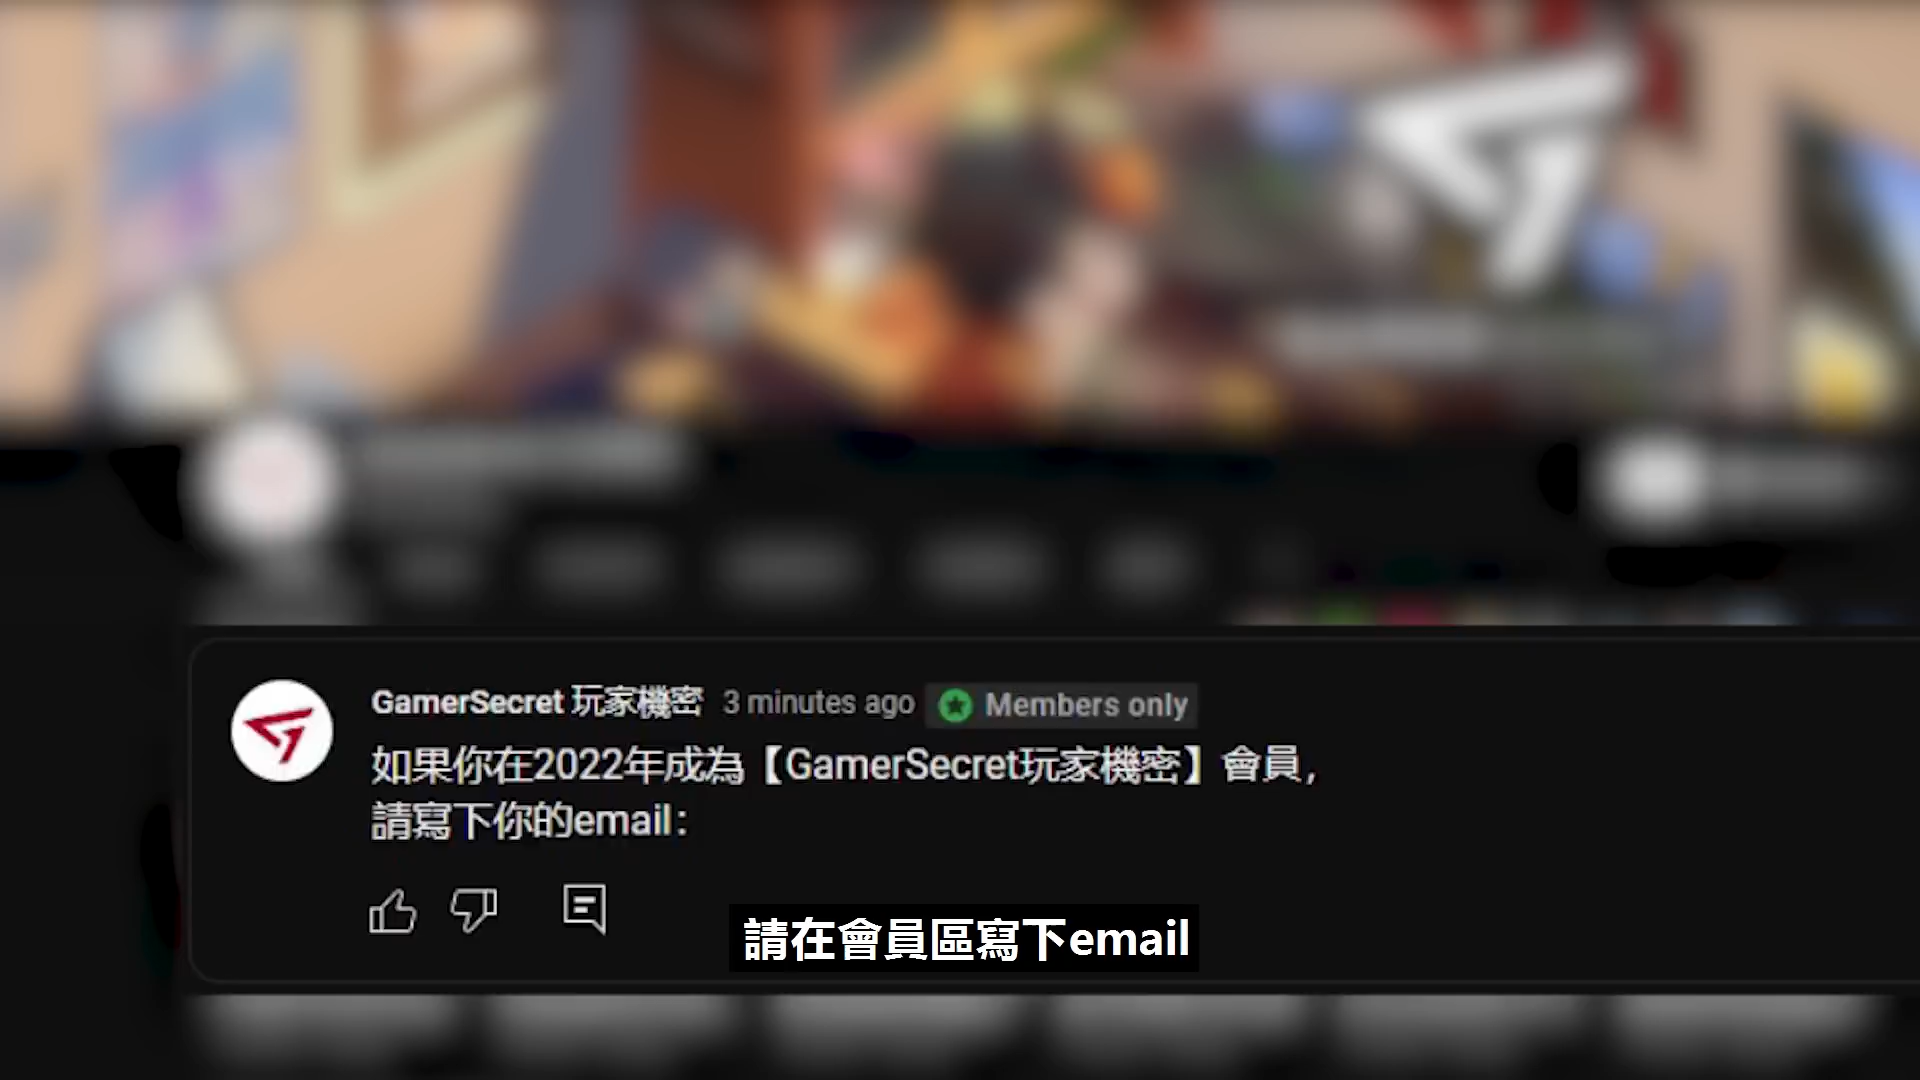 GamerSecret 玩家機密 3 minutes ago Members only
如果你在2022年成為【GamerSecret玩家機密】會員,
請寫下你的email:
請在會員區寫下email